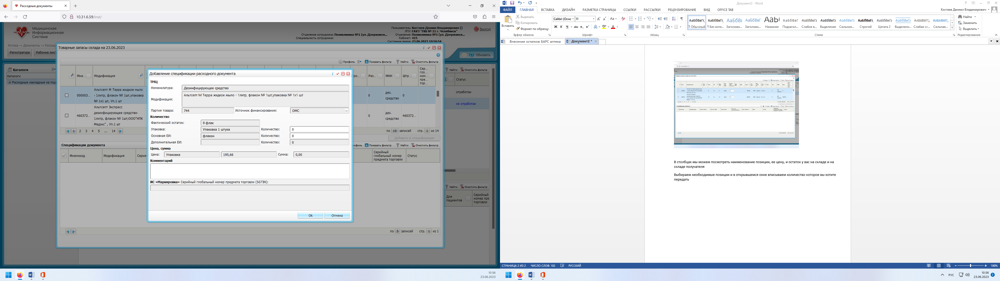 Расходные документы
10.31.6.59/inst/
Медицинская
Информационная
Система
Пользователь: Костяев Даниил Владимирович ()
ЛПУ: ГАУЗ "ГКБ № 11 г. Челябинск"
Отделение сотрудника: Поликлиника №1 (ул. Дзержинск... Отделение: Поликлиника №1 (ул. Дзержинск...
Специальность сотрудника: Кабинет: 415
Системное время: 23.06.2023 10:56:54
Выход
Аптека → Документы → Расход
Регистратура Рабочие лист
Обновить
Каталоги
Каталоги
Расходные накладные на под
Товарные запасы склада на 23.06.2023
Профиль Показать фильтр Найти Очистить фильтр
Мне... Модификация Рез... МНН Штр... Сер... гло... ном... пре... тор...
000003... Альтсепт М Терра жидкое мыло
- 1литр, флакон № 1шт,упаковка
№ 1x1 шт, Уп.1 шт
0 дез. средство 0
460372... Альтсепт Экспресс
дезинфицирующее средство-
1литр, флакон № 1шт;ООО"НПК
Медэкс" , Уп.1 шт
0 дез. средство 460372...
1 2 3 4 5 ... 14
по 10 записей стр. 1 из 14
Добавить в спецификацию
Спецификации документа
Показать фильтр Найти Очистить фильтр
Мнемокод Модификация Серия
Серийный
глобальный номер
предмета торговли
Статус
по 5 записей стр. 1 из 1
Найти Очистить фильтр
Статус
отработан
не отработан
Найти Очистить фильтр
Для
пациентов
Серийный
номер пре
торговли
Добавление спецификации расходного документа
ТМЦ
Номенклатура: Дезинфицирующее средство
Модификация: Альтсепт М Терра жидкое мыло - 1литр, флакон № 1шт,упаковка № 1x1 шт
Партия товара: 744 Источник финансирования: ОМС
Количество
Фактический остаток: 9 флак
Упаковка: Упаковка 1 штука Количество: 0
Основная ЕИ: флакон Количество: 0
Дополнительная ЕИ: Количество: 0
Цена, сумма
Цена: Упаковка 195,66 Сумма: 0,00
Комментарий
ИС «Маркировка» Серийный глобальный номер предмета торговли (SGTIN):
Ok Отмена
10:56
23.06.2023
Документ2 - Word
ФАЙЛ ГЛАВНАЯ ВСТАВКА ДИЗАЙН РАЗМЕТКА СТРАНИЦЫ ССЫЛКИ РАССЫЛКИ РЕЦЕНЗИРОВАНИЕ ВИД OFFICE TAB
Костяев Даниил Владимирович
Вставить
Вырезать
Копировать
Формат по образцу
Буфер обмена
Calibri (Оснс 11
Шрифт
Абзац
АаБбВвГг, АаБбВвГг, АаБбВі АаБбВвГ АаБІ АаБбВвГ АаБбВвГг АаБбВвГг АаБбВвГг АаБбВвГг, АаБбВвГг АаБбВвГг АаБбВвГг, АаБбВвГг,
¶ Обычный ¶ Без инте... Заголово... Заголово... Название Подзагол... Слабое в... Выделение Сильное... Строгий Цитата 2 Выделенн... Слабая сс... Сильная...
Стили
Найти
Заменить
Выделить
Редактирование
Внесение остатков БАРС аптека
Документ2 *
В столбцах мы можем посмотреть наименование позиции, ее цену, и остаток у вас на складе и на
складе получателя
Выбираем необходимые позиции и в открывшемся окне вписываем количество которое вы хотите
передать
СТРАНИЦА 2 ИЗ 2 ЧИСЛО СЛОВ: 102 РУССКИЙ
100%
РУС
10:56
23.06.2023
2